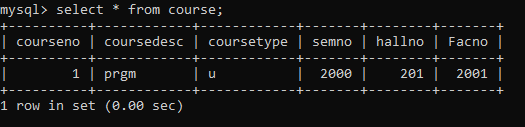 mysql> select * from course;
+----------+------------+------------+-------+--------+-------+
| courseno | coursedesc | coursetype | semno | hallno | Facno |
+----------+------------+------------+-------+--------+-------+
|        1 | prgm       | u          |  2000 |    201 |  2001 |
+----------+------------+------------+-------+--------+-------+
1 row in set (0.00 sec)